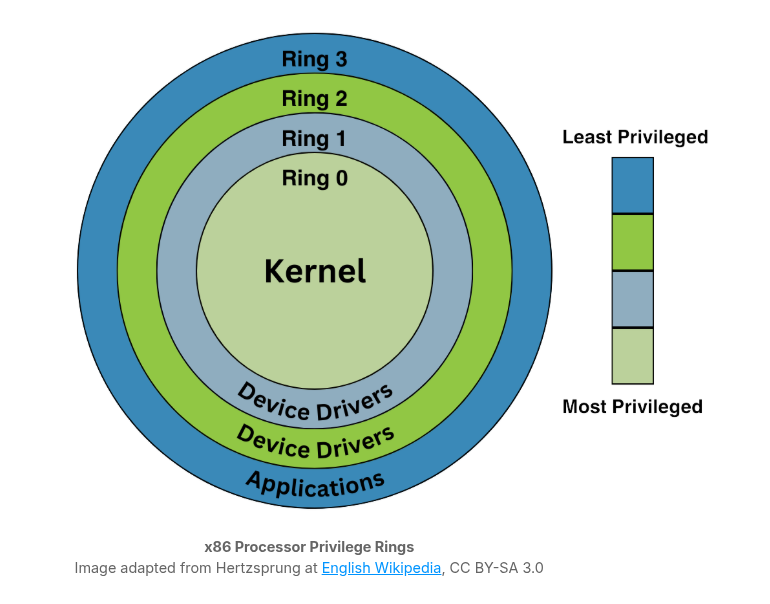 Ring 3
Ring 2
Ring 1
Ring 0
Kernel
Device Drivers
Device Drivers
Applications
Least Privileged
Most Privileged
x86 Processor Privilege Rings
Image adapted from Hertzsprung at English Wikipedia, CC BY-SA 3.0